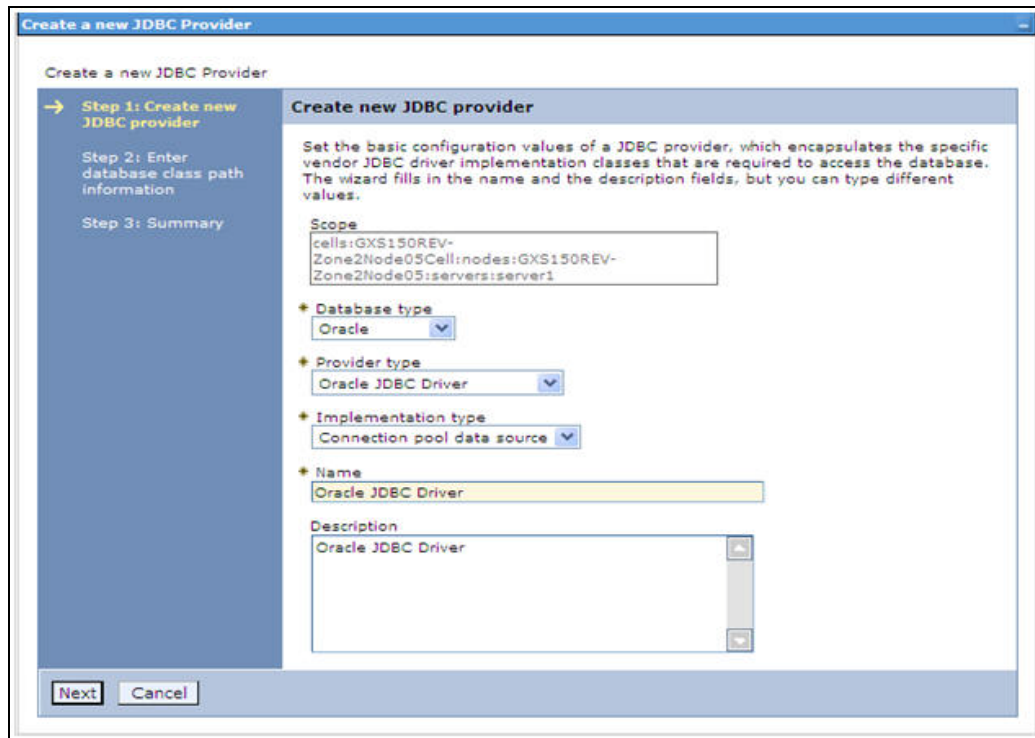 Create a new JDBC Provider
Create a new JDBC Provider
Step 1: Create new
JDBC provider
Step 2: Enter
database class path
information
Step 3: Summary
Create new JDBC provider
Set the basic configuration values of a JDBC provider, which encapsulates the specific
vendor JDBC driver implementation classes that are required to access the database.
The wizard fills in the name and the description fields, but you can type different
values.
Scope
cells:GXS150REV-
Zone2Node05Cell:nodes:GXS150REV-
Zone2Node05:servers:server1
Database type
Oracle
Provider type
Oracle JDBC Driver
Implementation type
Connection pool data source
Name
Oracle JDBC Driver
Description
Oracle JDBC Driver
Next
Cancel